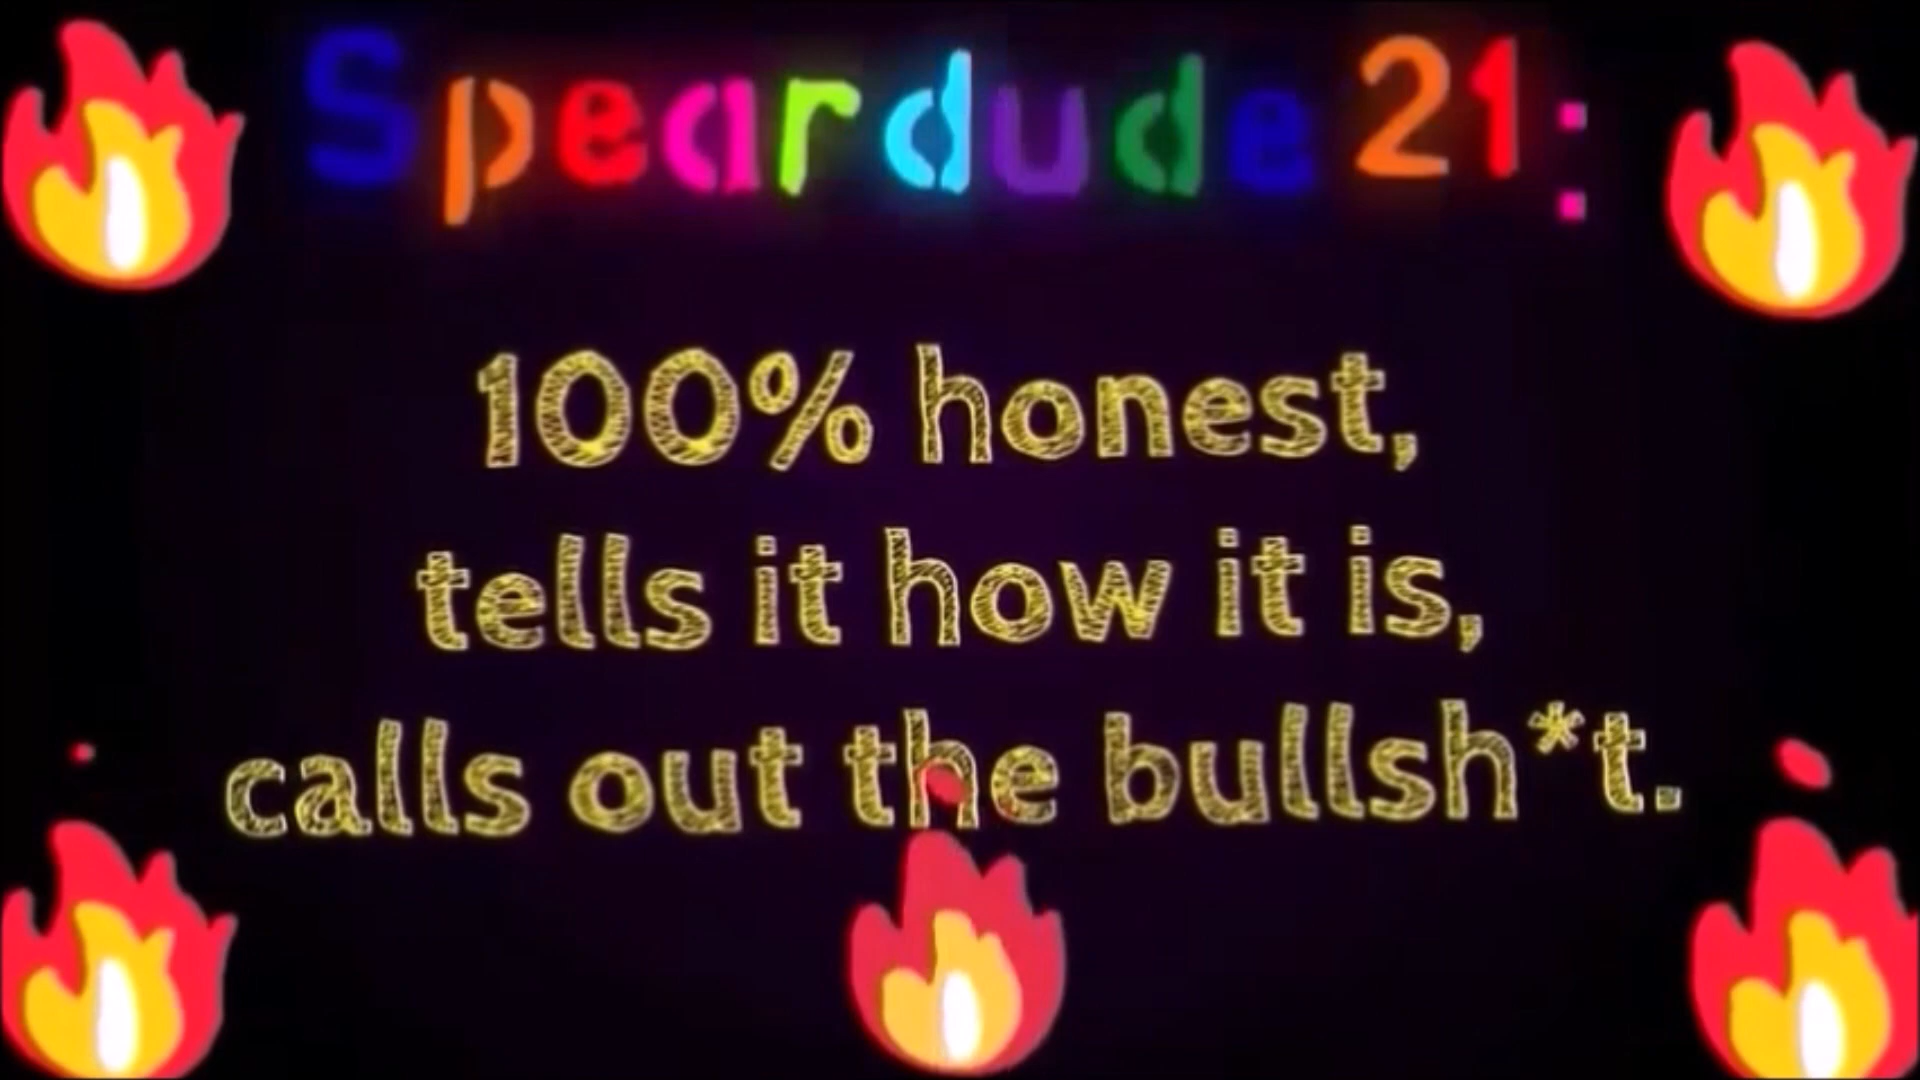 Speardude21:
100% honest,
tells it how it is,
calls out the bullsh*t.